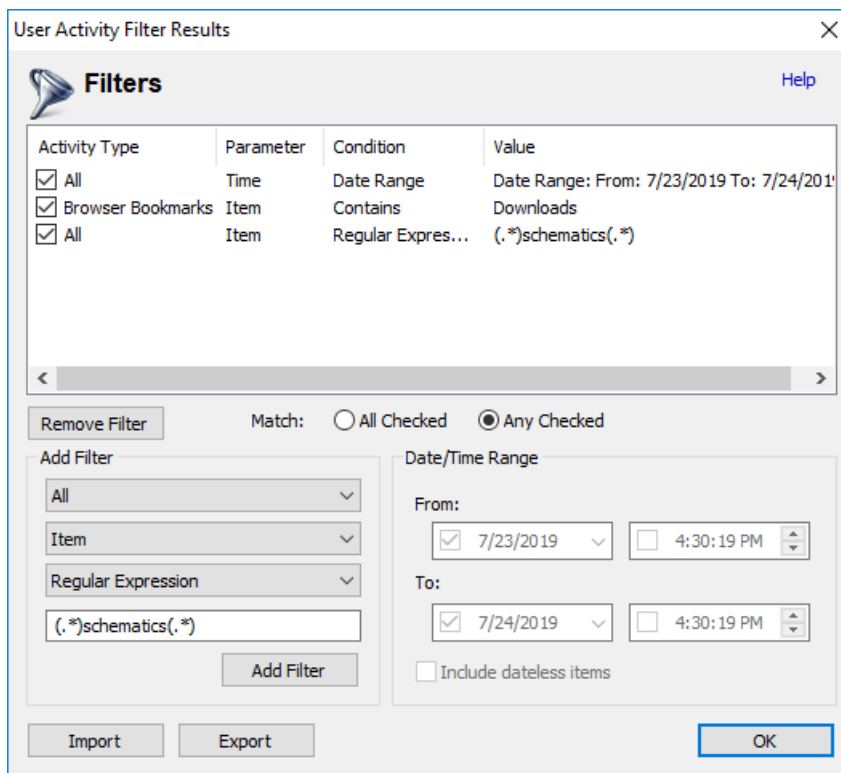 User Activity Filter Results
Filters
Help
Activity Type Parameter Condition Value
All Time Date Range Date Range: From: 7/23/2019 To: 7/24/201
Browser Bookmarks Item Contains Downloads
All Item Regular Expres... (.*)schematics(.*)
Remove Filter Match: All Checked Any Checked
Add Filter Date/Time Range
All
From:
Item 7/23/2019 4:30:19 PM
Regular Expression To:
(.*)schematics(.*) 7/24/2019 4:30:19 PM
Add Filter Include dateless items
Import Export OK